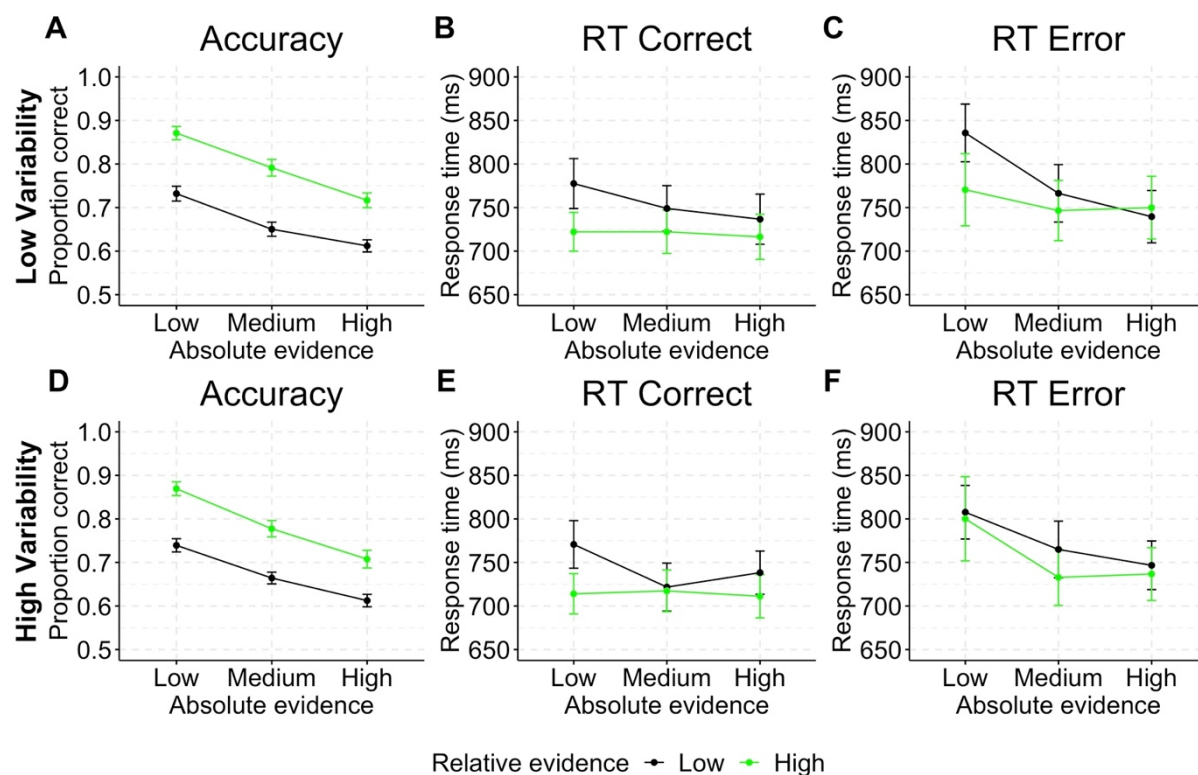 A Accuracy
B RT Correct
C RT Error
Low Variability
Proportion correct
1.0
0.9
0.8
0.7
0.6
0.5
Low Medium High
Absolute evidence
Response time (ms)
900
850
800
750
700
650
Low Medium High
Absolute evidence
Response time (ms)
900
850
800
750
700
650
Low Medium High
Absolute evidence
D Accuracy
E RT Correct
F RT Error
High Variability
Proportion correct
1.0
0.9
0.8
0.7
0.6
0.5
Low Medium High
Absolute evidence
Response time (ms)
900
850
800
750
700
650
Low Medium High
Absolute evidence
Response time (ms)
900
850
800
750
700
650
Low Medium High
Absolute evidence
Relative evidence Low High